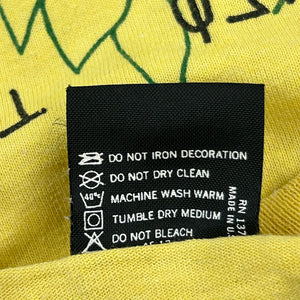 DO NOT IRON DECORATION
DO NOT DRY CLEAN
40° MACHINE WASH WARM
TUMBLE DRY MEDIUM
DO NOT BLEACH
RN 137
MADE IN U.S